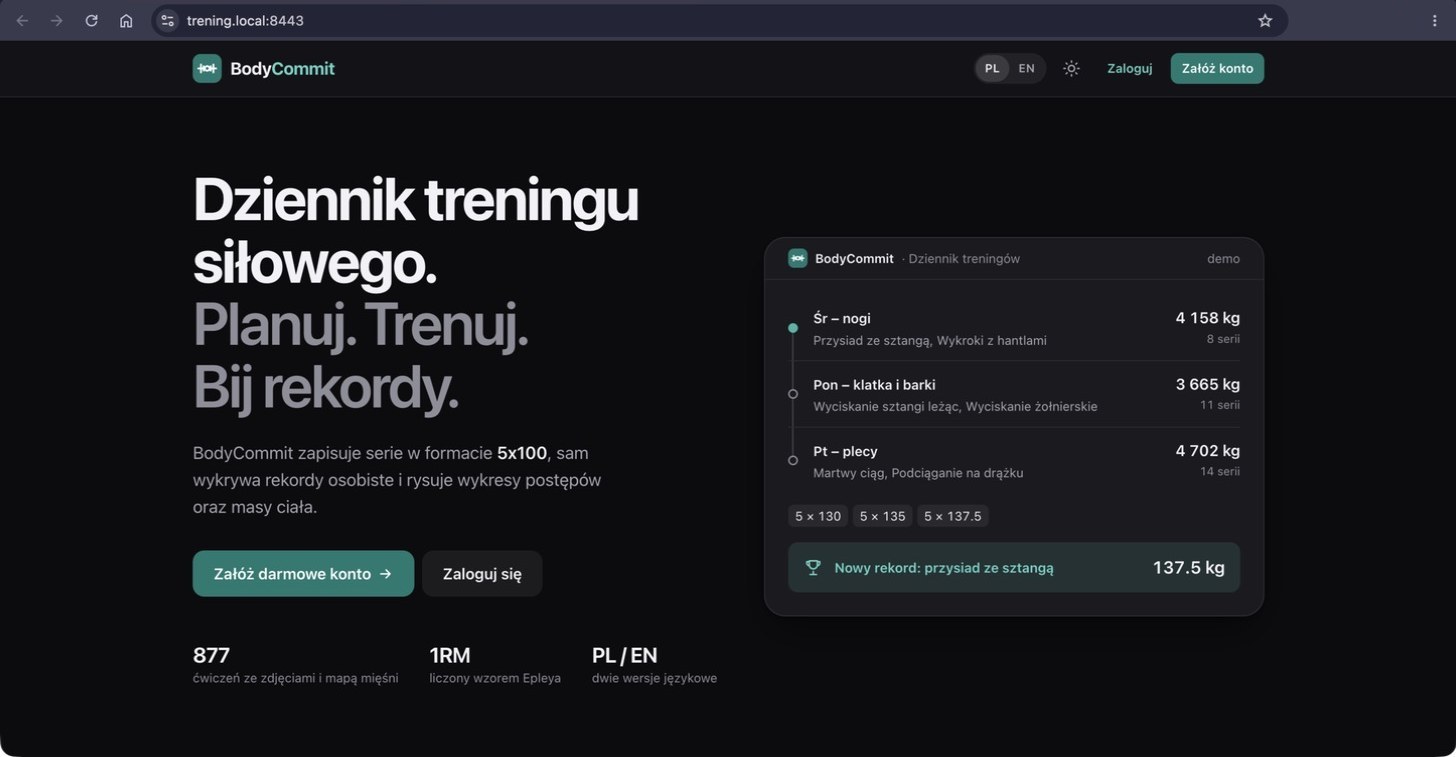 trening.local:8443
BodyCommit
PL EN
Zaloguj
Załóż konto
Dziennik treningu
siłowego.
Planuj. Trenuj.
Bij rekordy.
BodyCommit zapisuje serie w formacie 5x100, sam
wykrywa rekordy osobiste i rysuje wykresy postępów
oraz masy ciała.
Załóż darmowe konto →
Zaloguj się
877
ćwiczeń ze zdjęciami i mapą mięśni
1RM
liczony wzorem Epleya
PL / EN
dwie wersje językowe
BodyCommit · Dziennik treningów
demo
Śr – nogi
4 158 kg
Przysiad ze sztangą, Wykroki z hantlami
8 serii
Pon – klatka i barki
3 665 kg
Wyciskanie sztangi leżąc, Wyciskanie żołnierskie
11 serii
Pt – plecy
4 702 kg
Martwy ciąg, Podciąganie na drążku
14 serii
5 × 130
5 × 135
5 × 137.5
Nowy rekord: przysiad ze sztangą
137.5 kg